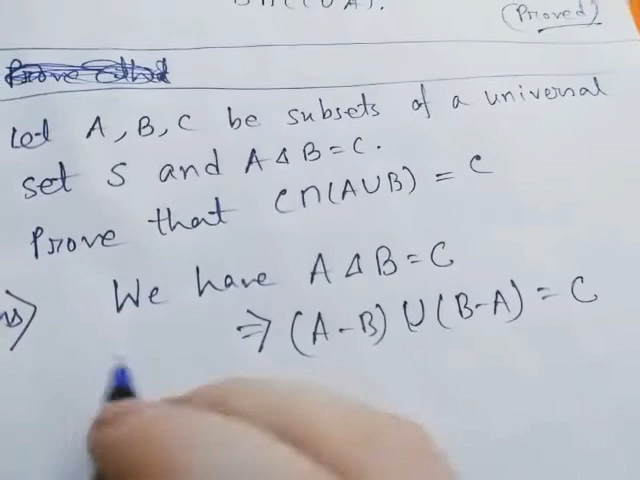 (Proved)
Let A, B, C be subsets of a universal
set S and A Δ B = C.
Prove that C∩(A∪B) = C
We have A Δ B = C
⇒ (A-B) ∪ (B-A) = C